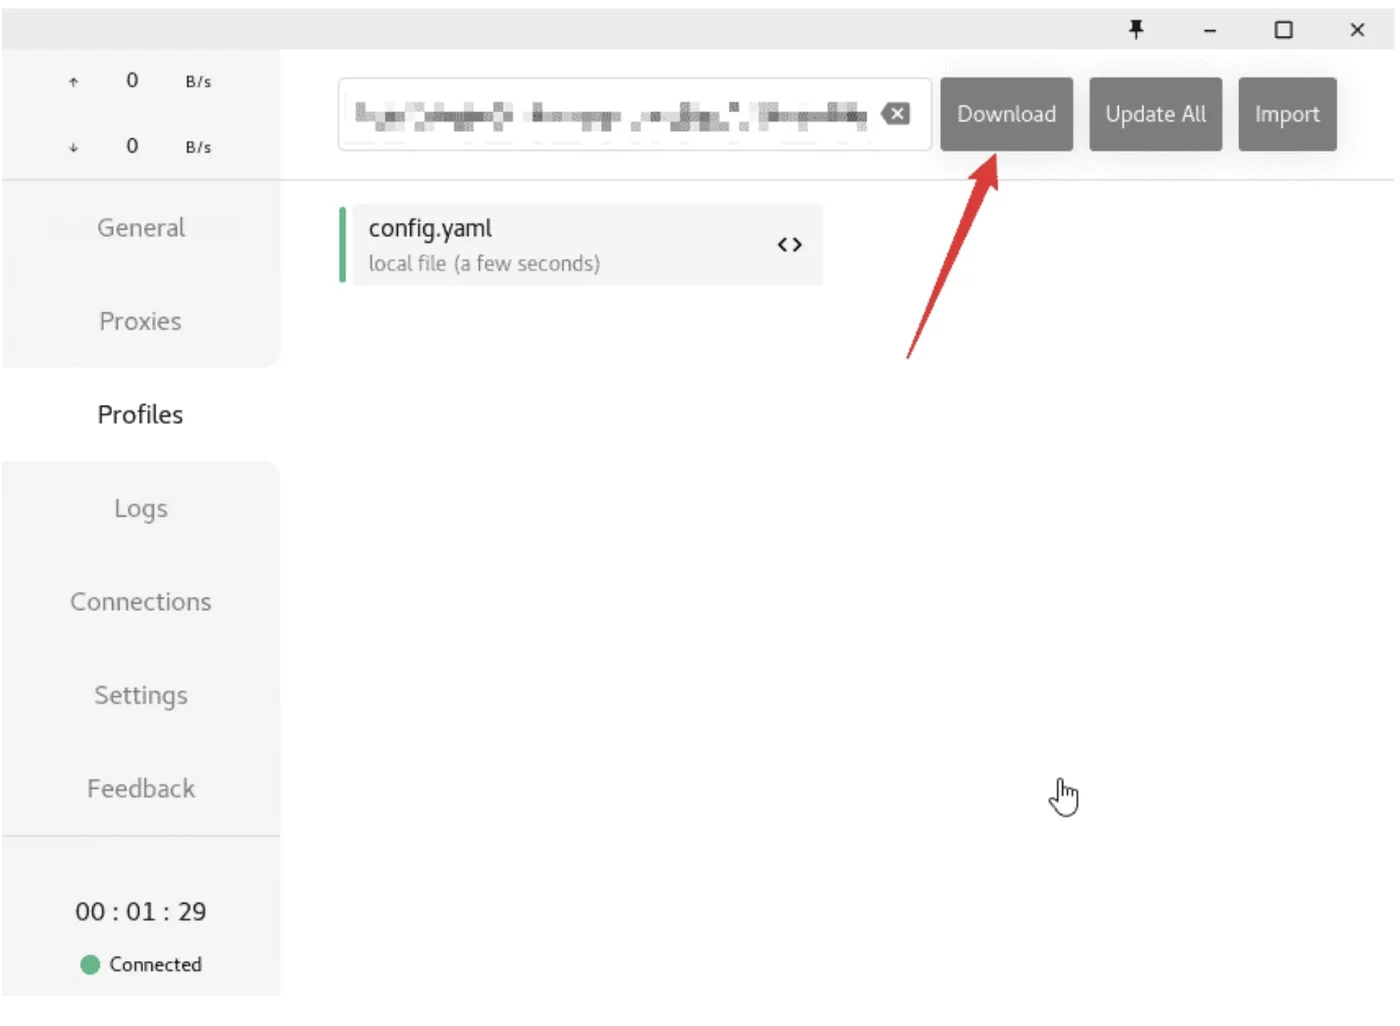 ↑ 0 B/s
↓ 0 B/s
Download
Update All
Import
General
Proxies
Profiles
Logs
Connections
Settings
Feedback
config.yaml
local file (a few seconds)
00 : 01 : 29
Connected